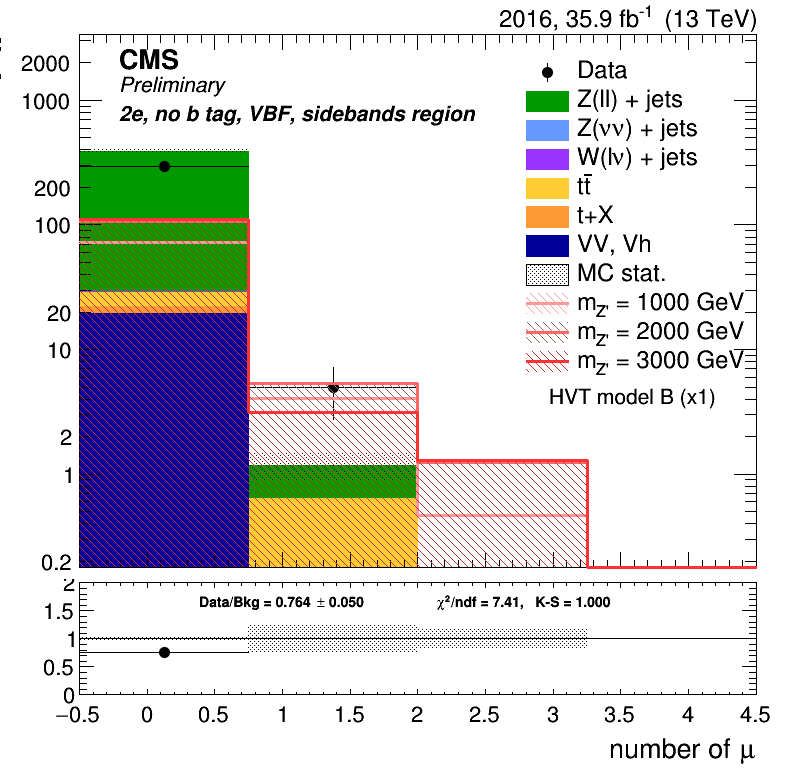 2016, 35.9 fb⁻¹ (13 TeV)
CMS
Preliminary
2e, no b tag, VBF, sidebands region
Data
Z(ll) + jets
Z(νν) + jets
W(lν) + jets
tt̄
t+X
VV, Vh
MC stat.
m_Z' = 1000 GeV
m_Z' = 2000 GeV
m_Z' = 3000 GeV
HVT model B (x1)
2000
1000
200
100
20
10
2
1
0.2
Data/Bkg = 0.764 ± 0.050
χ²/ndf = 7.41, K-S = 1.000
2
1.5
1
0.5
0
−0.5 0 0.5 1 1.5 2 2.5 3 3.5 4 4.5
number of μ